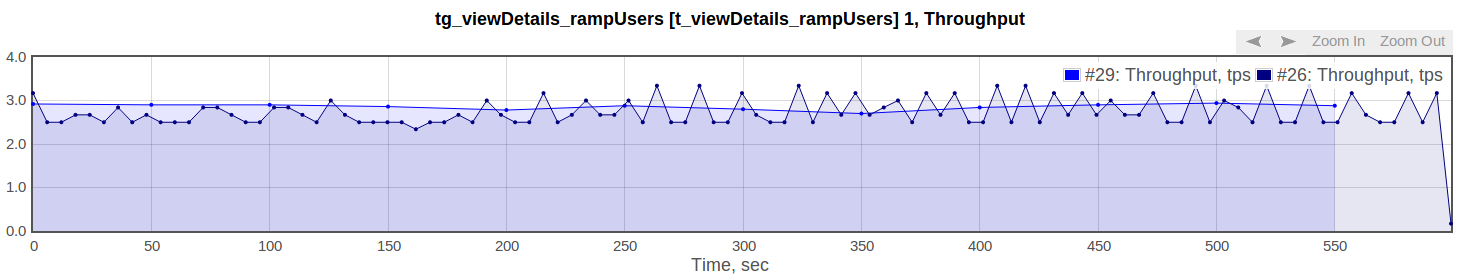 tg_viewDetails_rampUsers [t_viewDetails_rampUsers] 1, Throughput
Zoom In Zoom Out
#29: Throughput, tps #26: Throughput, tps
4.0
3.0
2.0
1.0
0.0
0 50 100 150 200 250 300 350 400 450 500 550
Time, sec